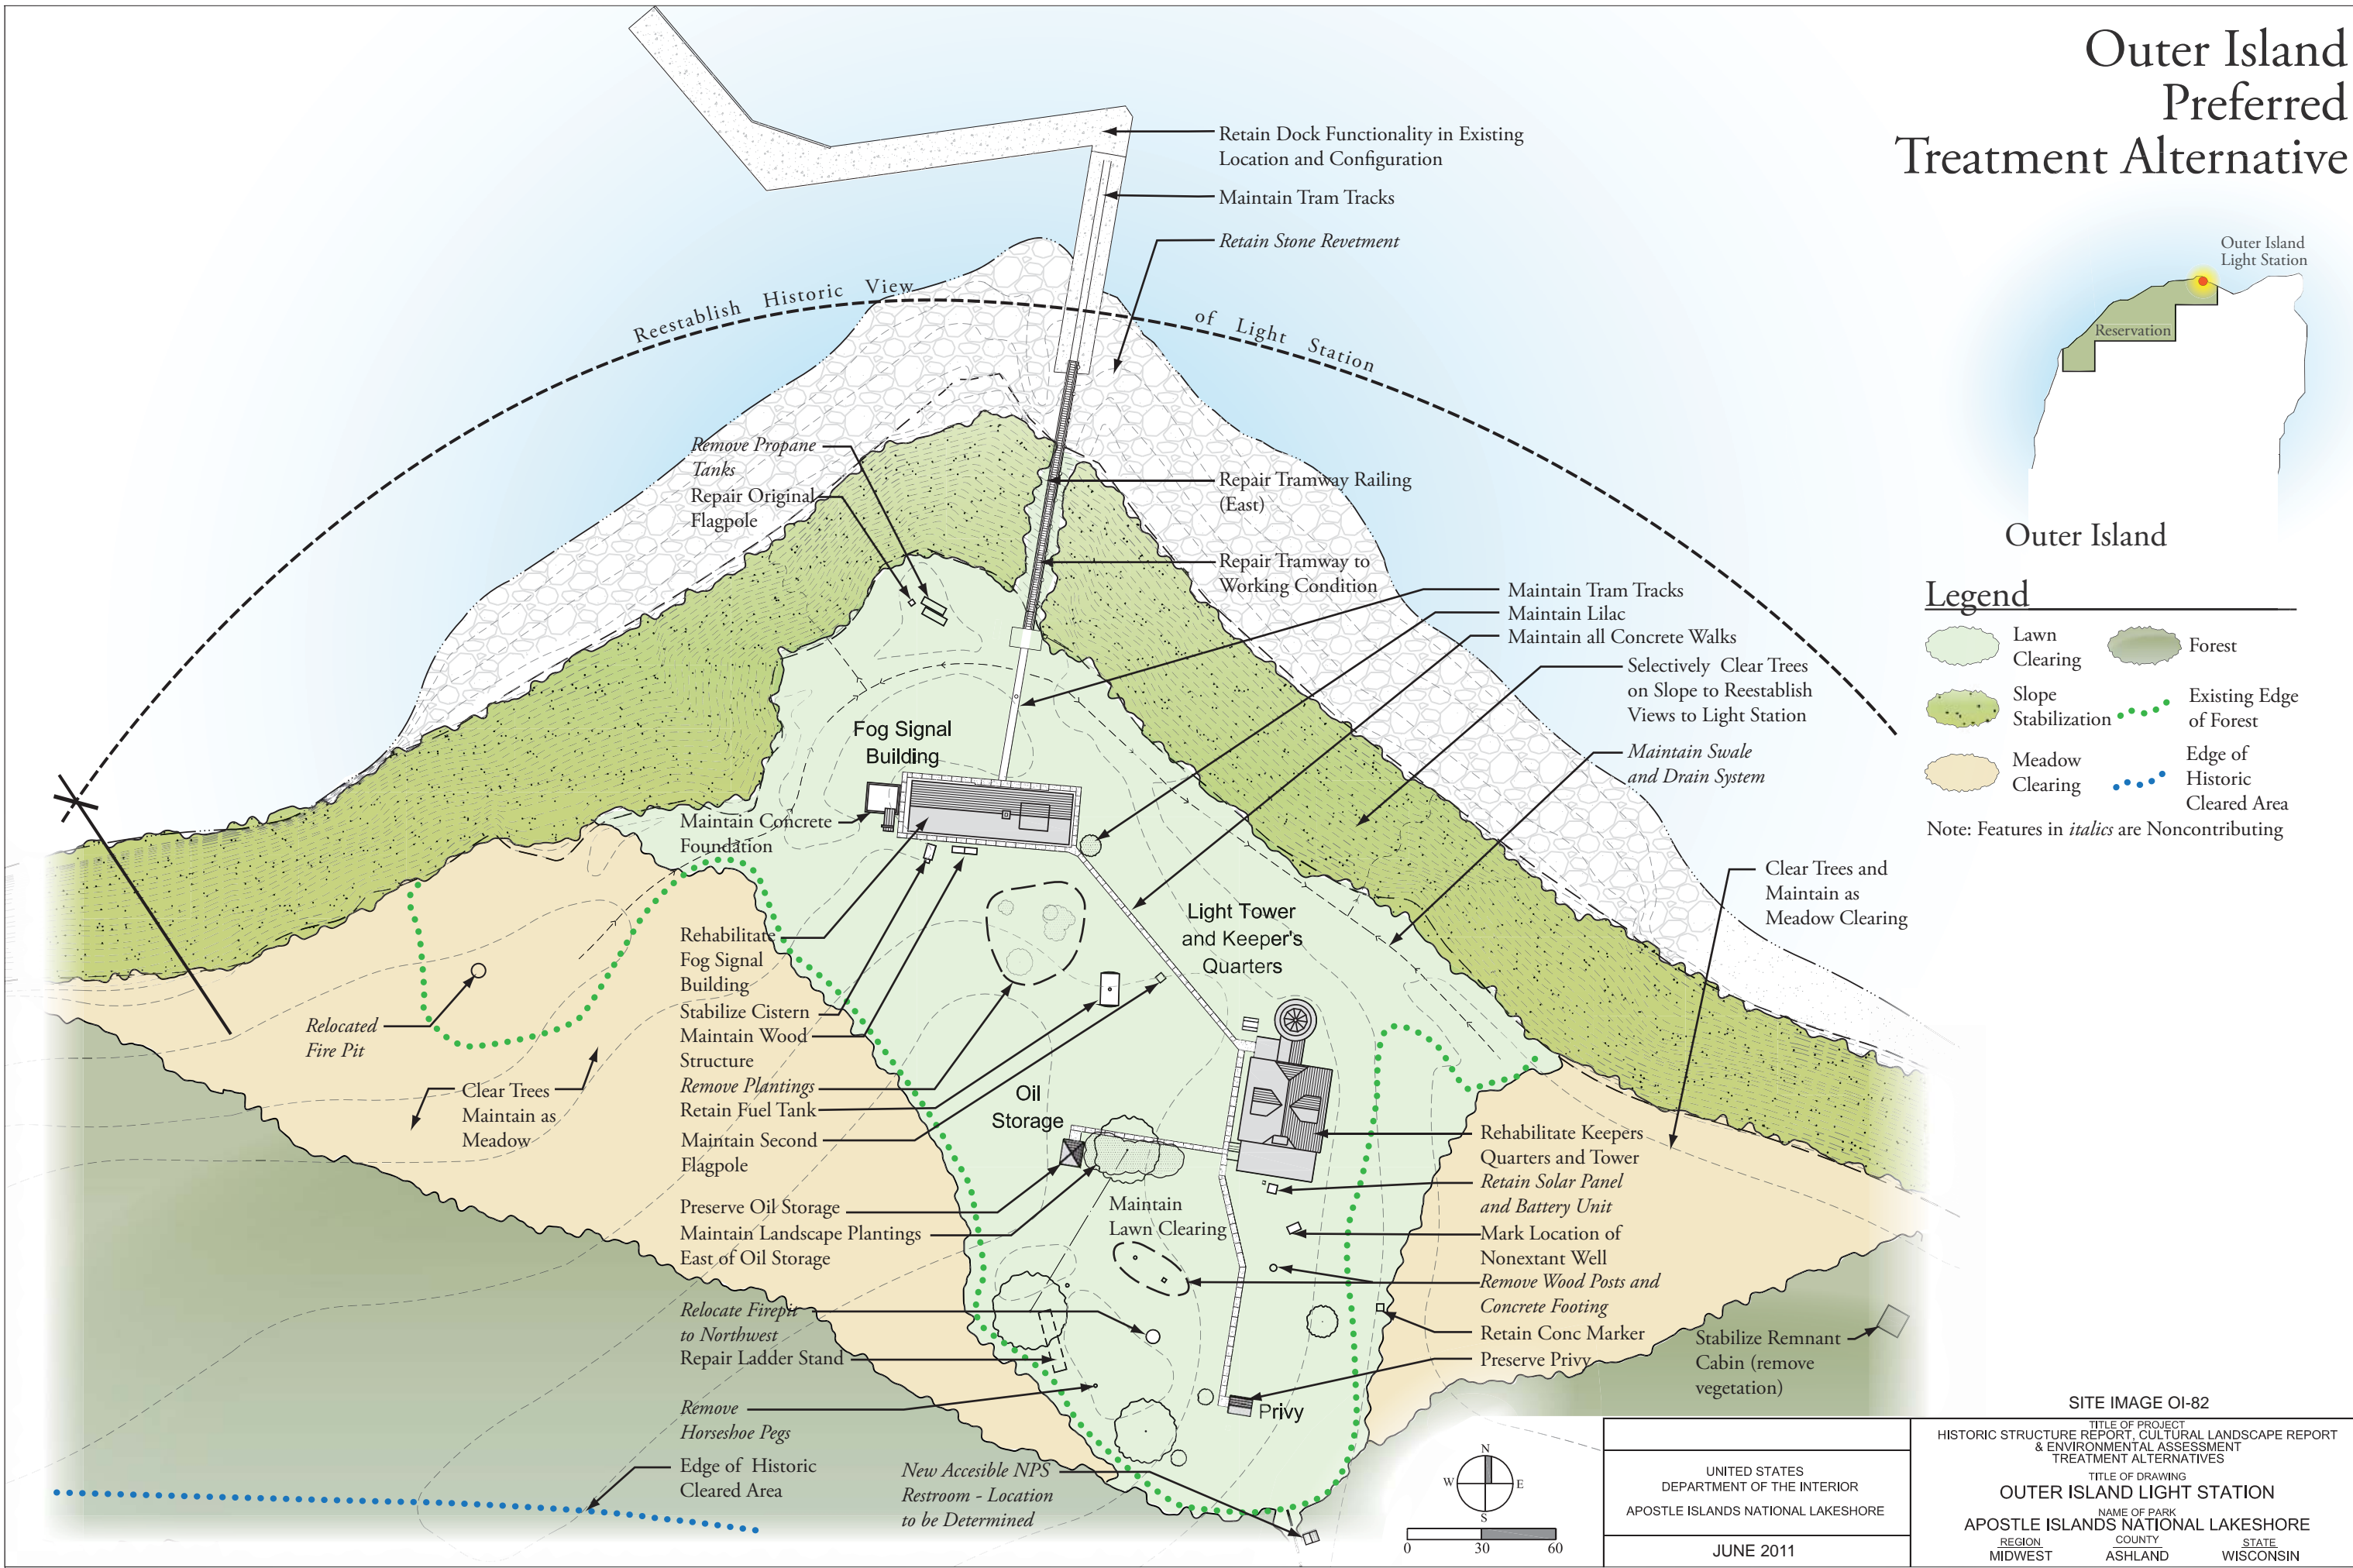 Outer Island
Preferred
Treatment Alternative
Retain Dock Functionality in Existing
Location and Configuration
Maintain Tram Tracks
Retain Stone Revetment
Reestablish Historic View
of Light Station
Outer Island
Light Station
Reservation
Outer Island
Legend
Lawn
Clearing
Forest
Slope
Stabilization
Existing Edge
of Forest
Meadow
Clearing
Edge of
Historic
Cleared Area
Note: Features in italics are Noncontributing
Remove Propane
Tanks
Repair Original
Flagpole
Repair Tramway Railing
(East)
Repair Tramway to
Working Condition
Maintain Tram Tracks
Maintain Lilac
Maintain all Concrete Walks
Selectively Clear Trees
on Slope to Reestablish
Views to Light Station
Maintain Swale
and Drain System
Clear Trees and
Maintain as
Meadow Clearing
Fog Signal
Building
Maintain Concrete
Foundation
Light Tower
and Keeper's
Quarters
Rehabilitate
Fog Signal
Building
Stabilize Cistern
Maintain Wood
Structure
Remove Plantings
Retain Fuel Tank
Maintain Second
Flagpole
Preserve Oil Storage
Maintain Landscape Plantings
East of Oil Storage
Relocate Firepit
to Northwest
Repair Ladder Stand
Remove
Horseshoe Pegs
Edge of Historic
Cleared Area
Relocated
Fire Pit
Clear Trees
Maintain as
Meadow
Oil
Storage
Maintain
Lawn Clearing
Rehabilitate Keepers
Quarters and Tower
Retain Solar Panel
and Battery Unit
Mark Location of
Nonextant Well
Remove Wood Posts and
Concrete Footing
Retain Conc Marker
Preserve Privy
Privy
Stabilize Remnant
Cabin (remove
vegetation)
New Accesible NPS
Restroom - Location
to be Determined
N
W
E
S
0 30 60
UNITED STATES
DEPARTMENT OF THE INTERIOR
APOSTLE ISLANDS NATIONAL LAKESHORE
JUNE 2011
SITE IMAGE OI-82
TITLE OF PROJECT
HISTORIC STRUCTURE REPORT, CULTURAL LANDSCAPE REPORT
& ENVIRONMENTAL ASSESSMENT
TREATMENT ALTERNATIVES
TITLE OF DRAWING
OUTER ISLAND LIGHT STATION
NAME OF PARK
APOSTLE ISLANDS NATIONAL LAKESHORE
REGION COUNTY STATE
MIDWEST ASHLAND WISCONSIN